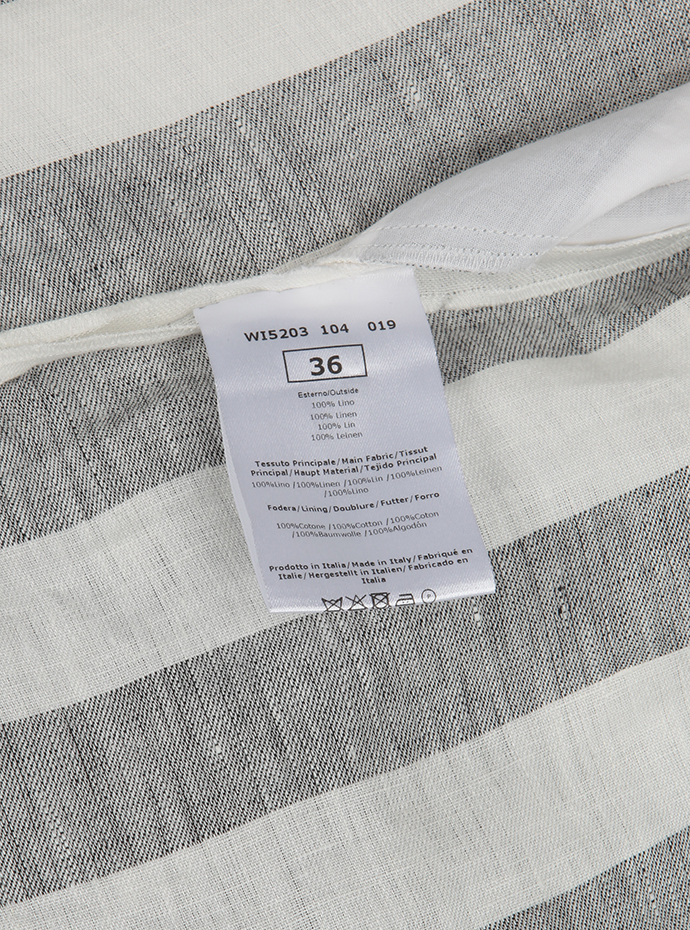 WI5203 104 019
36
Esterno/Outside
100% Lino
100% Linen
100% Lin
100% Leinen
Tessuto Principale/Main Fabric/Tissut
Principal/Haupt Material/Tejido Principal
100%Lino /100%Linen /100%Lin /100%Leinen
/100%Lino
Fodera/Lining/Doublure/Futter/Forro
100%Cotone /100%Cotton /100%Coton
/100%Baumwolle /100%Algodòn
Prodotto in Italia/Made in Italy/Fabriqué en
Italie/Hergestellt in Italien/Fabricado en
Italia